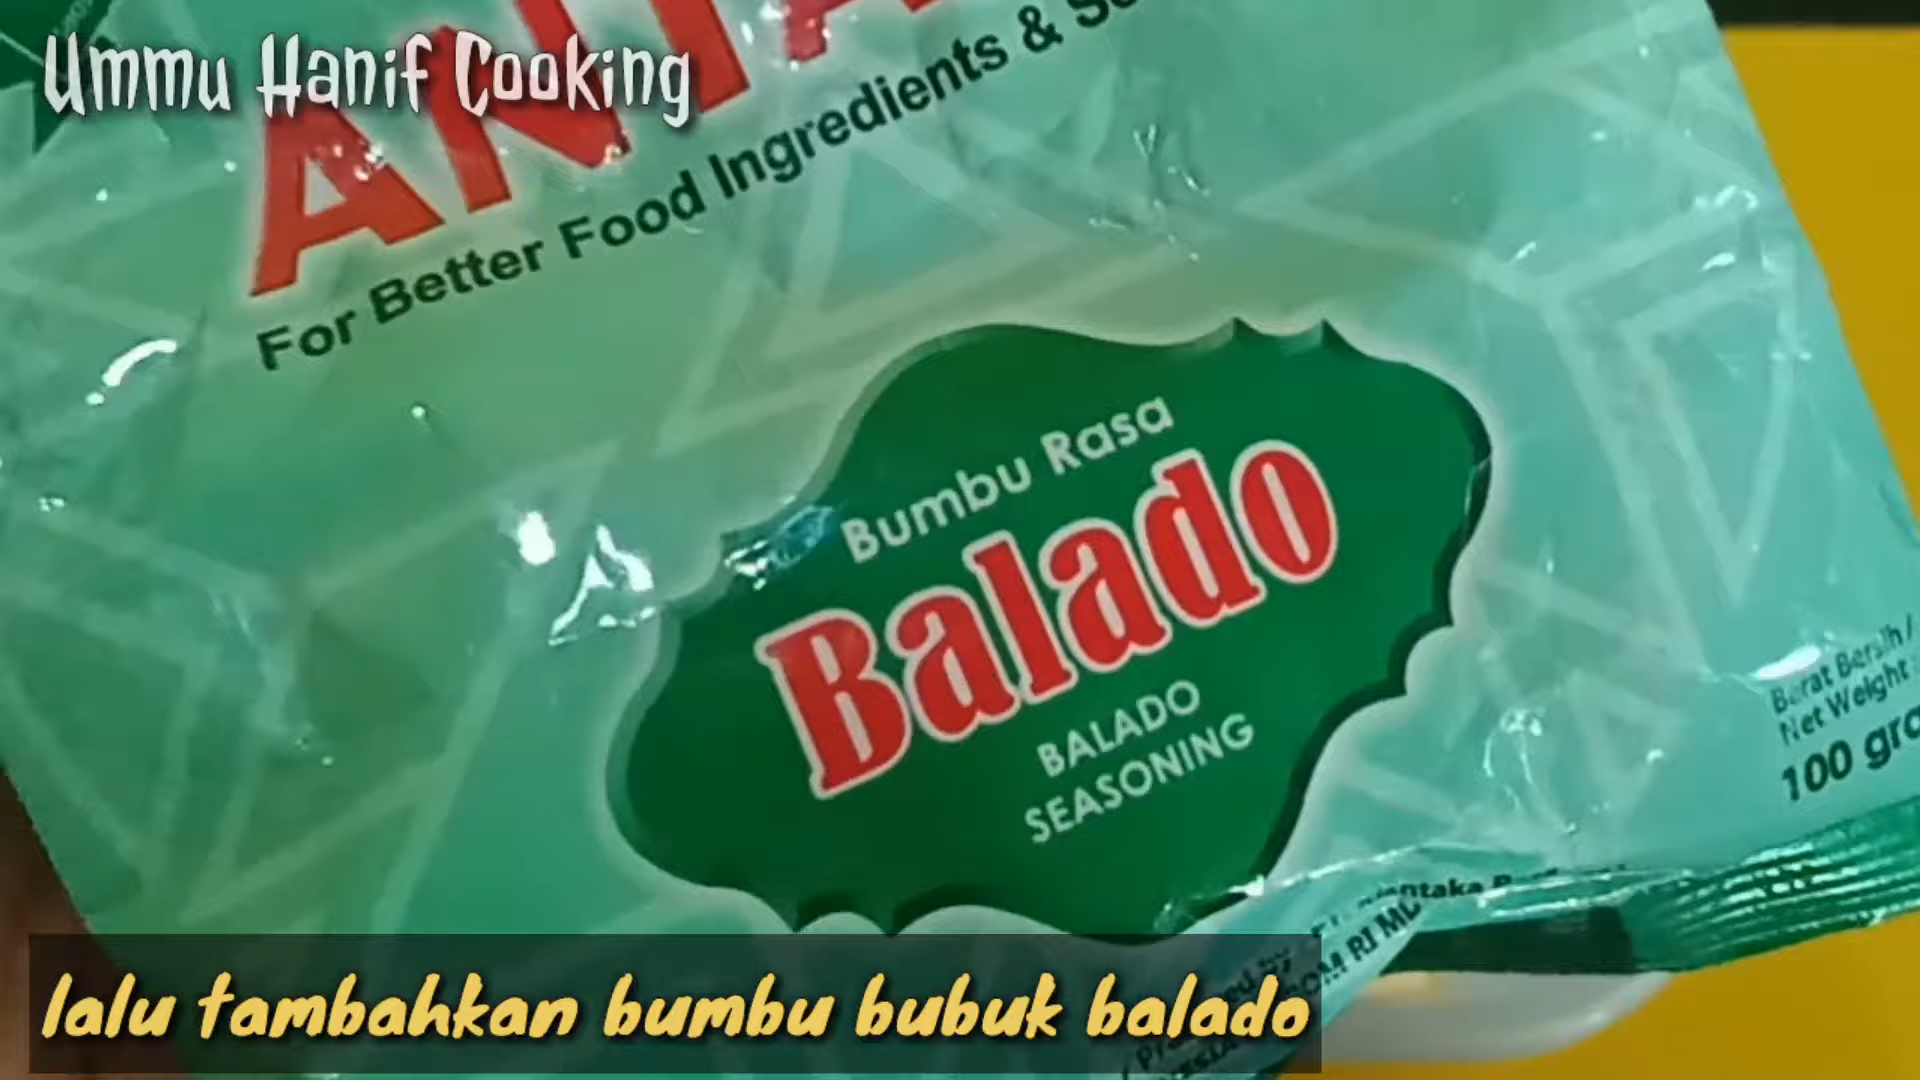 Ummu Hanif Cooking
For Better Food Ingredients &
Bumbu Rasa
Balado
BALADO
SEASONING
Berat Bersih /
Net Weight
100
lalu tambahkan bumbu bubuk balado